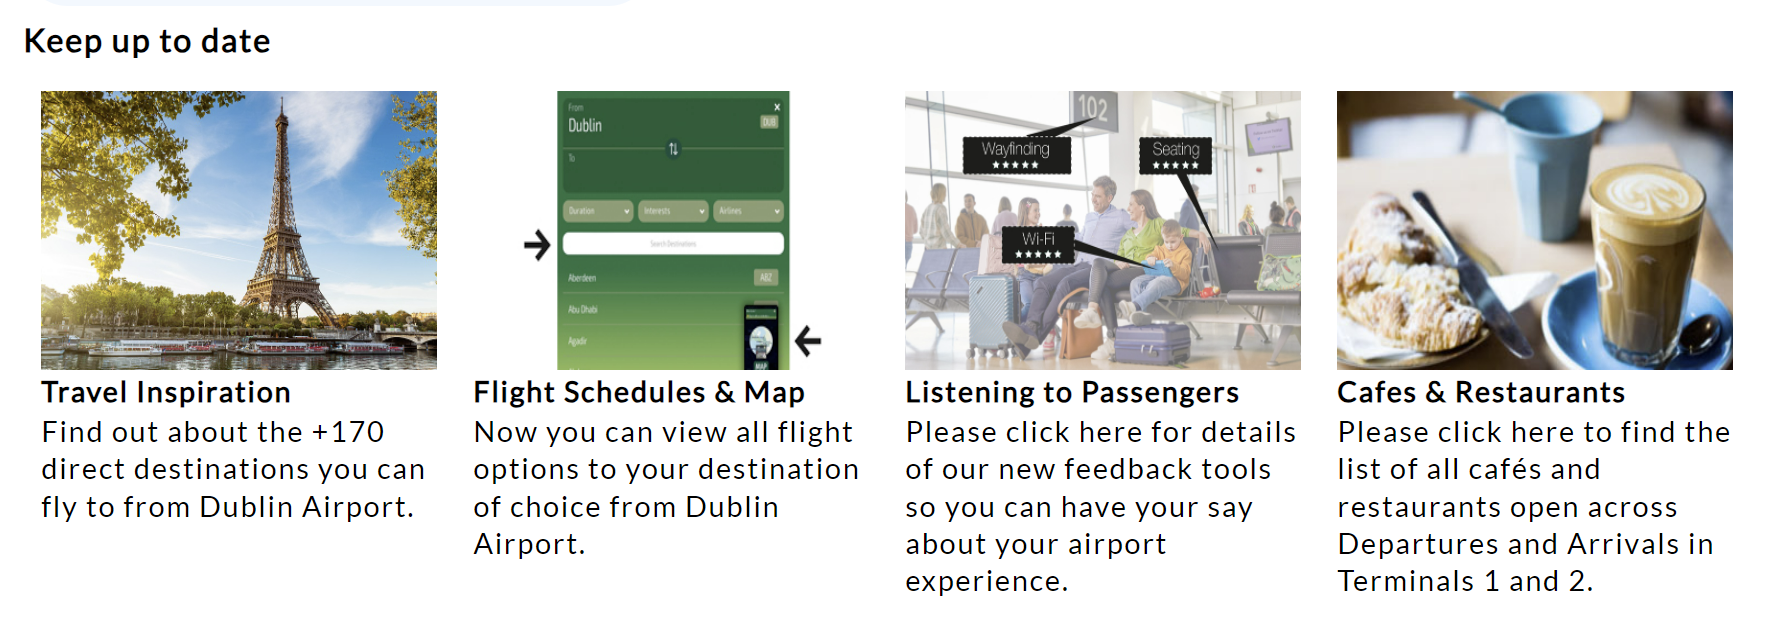 Keep up to date
From
Dublin
DUB
To
Duration
Interests
Airlines
Search Destinations
Aberdeen
ABZ
Abu Dhabi
Agadir
MAP
102
Wayfinding
Seating
Wi-Fi
Travel Inspiration
Find out about the +170
direct destinations you can
fly to from Dublin Airport.
Flight Schedules & Map
Now you can view all flight
options to your destination
of choice from Dublin
Airport.
Listening to Passengers
Please click here for details
of our new feedback tools
so you can have your say
about your airport
experience.
Cafes & Restaurants
Please click here to find the
list of all cafés and
restaurants open across
Departures and Arrivals in
Terminals 1 and 2.